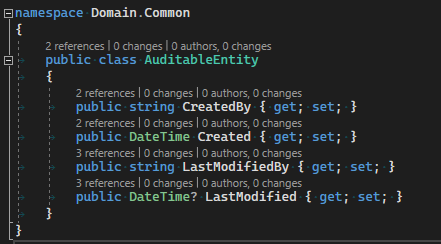 namespace Domain.Common
{
2 references | 0 changes | 0 authors, 0 changes
public class AuditableEntity
{
2 references | 0 changes | 0 authors, 0 changes
public string CreatedBy { get; set; }
2 references | 0 changes | 0 authors, 0 changes
public DateTime Created { get; set; }
3 references | 0 changes | 0 authors, 0 changes
public string LastModifiedBy { get; set; }
3 references | 0 changes | 0 authors, 0 changes
public DateTime? LastModified { get; set; }
}
}